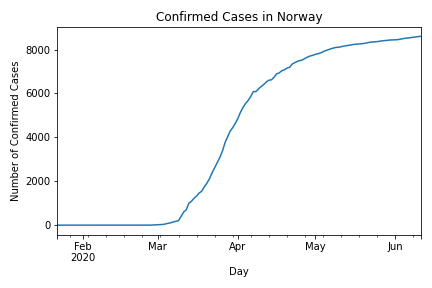 Confirmed Cases in Norway
Number of Confirmed Cases
8000
6000
4000
2000
0
Feb Mar Apr May Jun
2020
Day